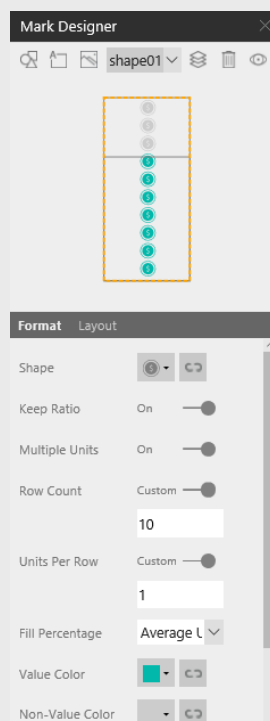 Mark Designer
shape01
Format Layout
Shape
Keep Ratio On
Multiple Units On
Row Count Custom
10
Units Per Row Custom
1
Fill Percentage Average U
Value Color
Non-Value Color